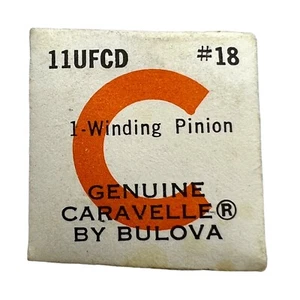 11UFCD #18
1-Winding Pinion
GENUINE
CARAVELLE®
BY BULOVA